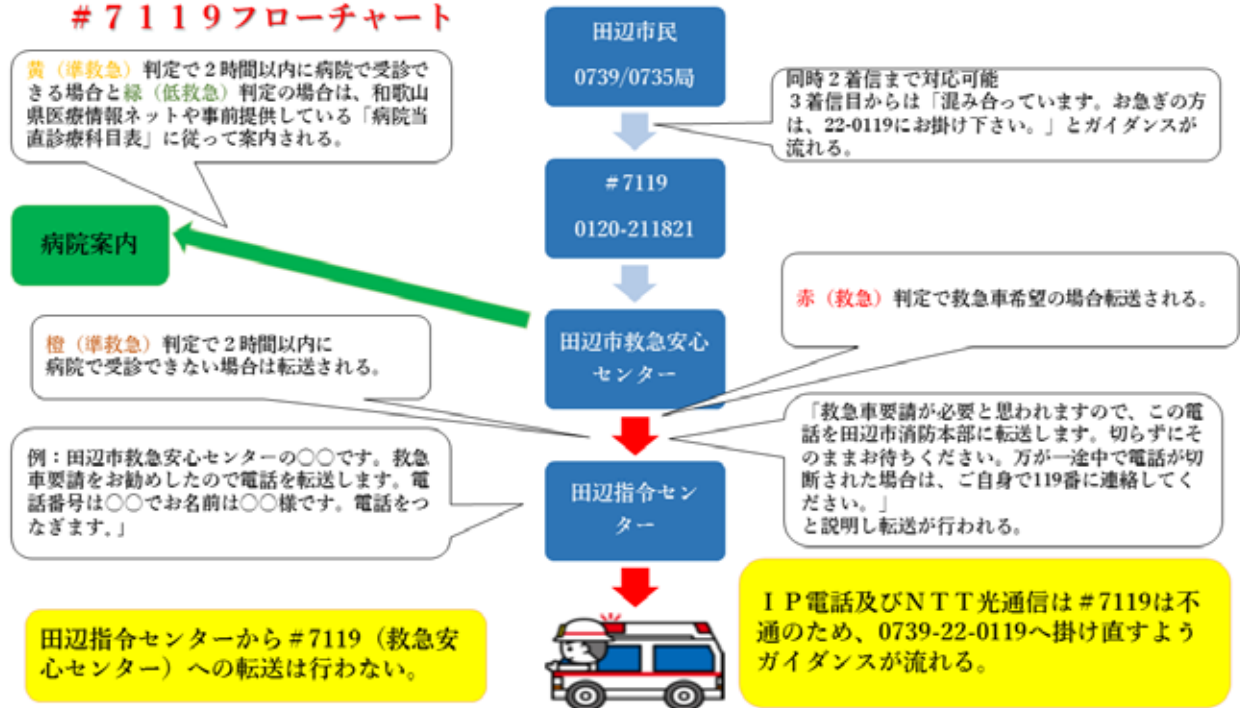 #7119フローチャート
田辺市民
0739/0735局
黄（準救急）判定で２時間以内に病院で受診で
きる場合と緑（低救急）判定の場合は、和歌山
県医療情報ネットや事前提供している「病院当
直診療科目表」に従って案内される。
同時２着信まで対応可能
３着信目からは「混み合っています。お急ぎの方
は、22-0119にお掛け下さい。」とガイダンスが
流れる。
#7119
0120-211821
病院案内
赤（救急）判定で救急車希望の場合転送される。
田辺市救急安心
センター
橙（準救急）判定で２時間以内に
病院で受診できない場合は転送される。
「救急車要請が必要と思われますので、この電
話を田辺市消防本部に転送します。切らずにそ
のままお待ちください。万が一途中で電話が切
断された場合は、ご自身で119番に連絡してく
ださい。」
と説明し転送が行われる。
例：田辺市救急安心センターの○○です。救急
車要請をお勧めしたので電話を転送します。電
話番号は○○でお名前は○○様です。電話をつ
なぎます。」
田辺指令セン
ター
田辺指令センターから#7119（救急安
心センター）への転送は行わない。
ＩＰ電話及びＮＴＴ光通信は#7119は不
通のため、0739-22-0119へ掛け直すよう
ガイダンスが流れる。